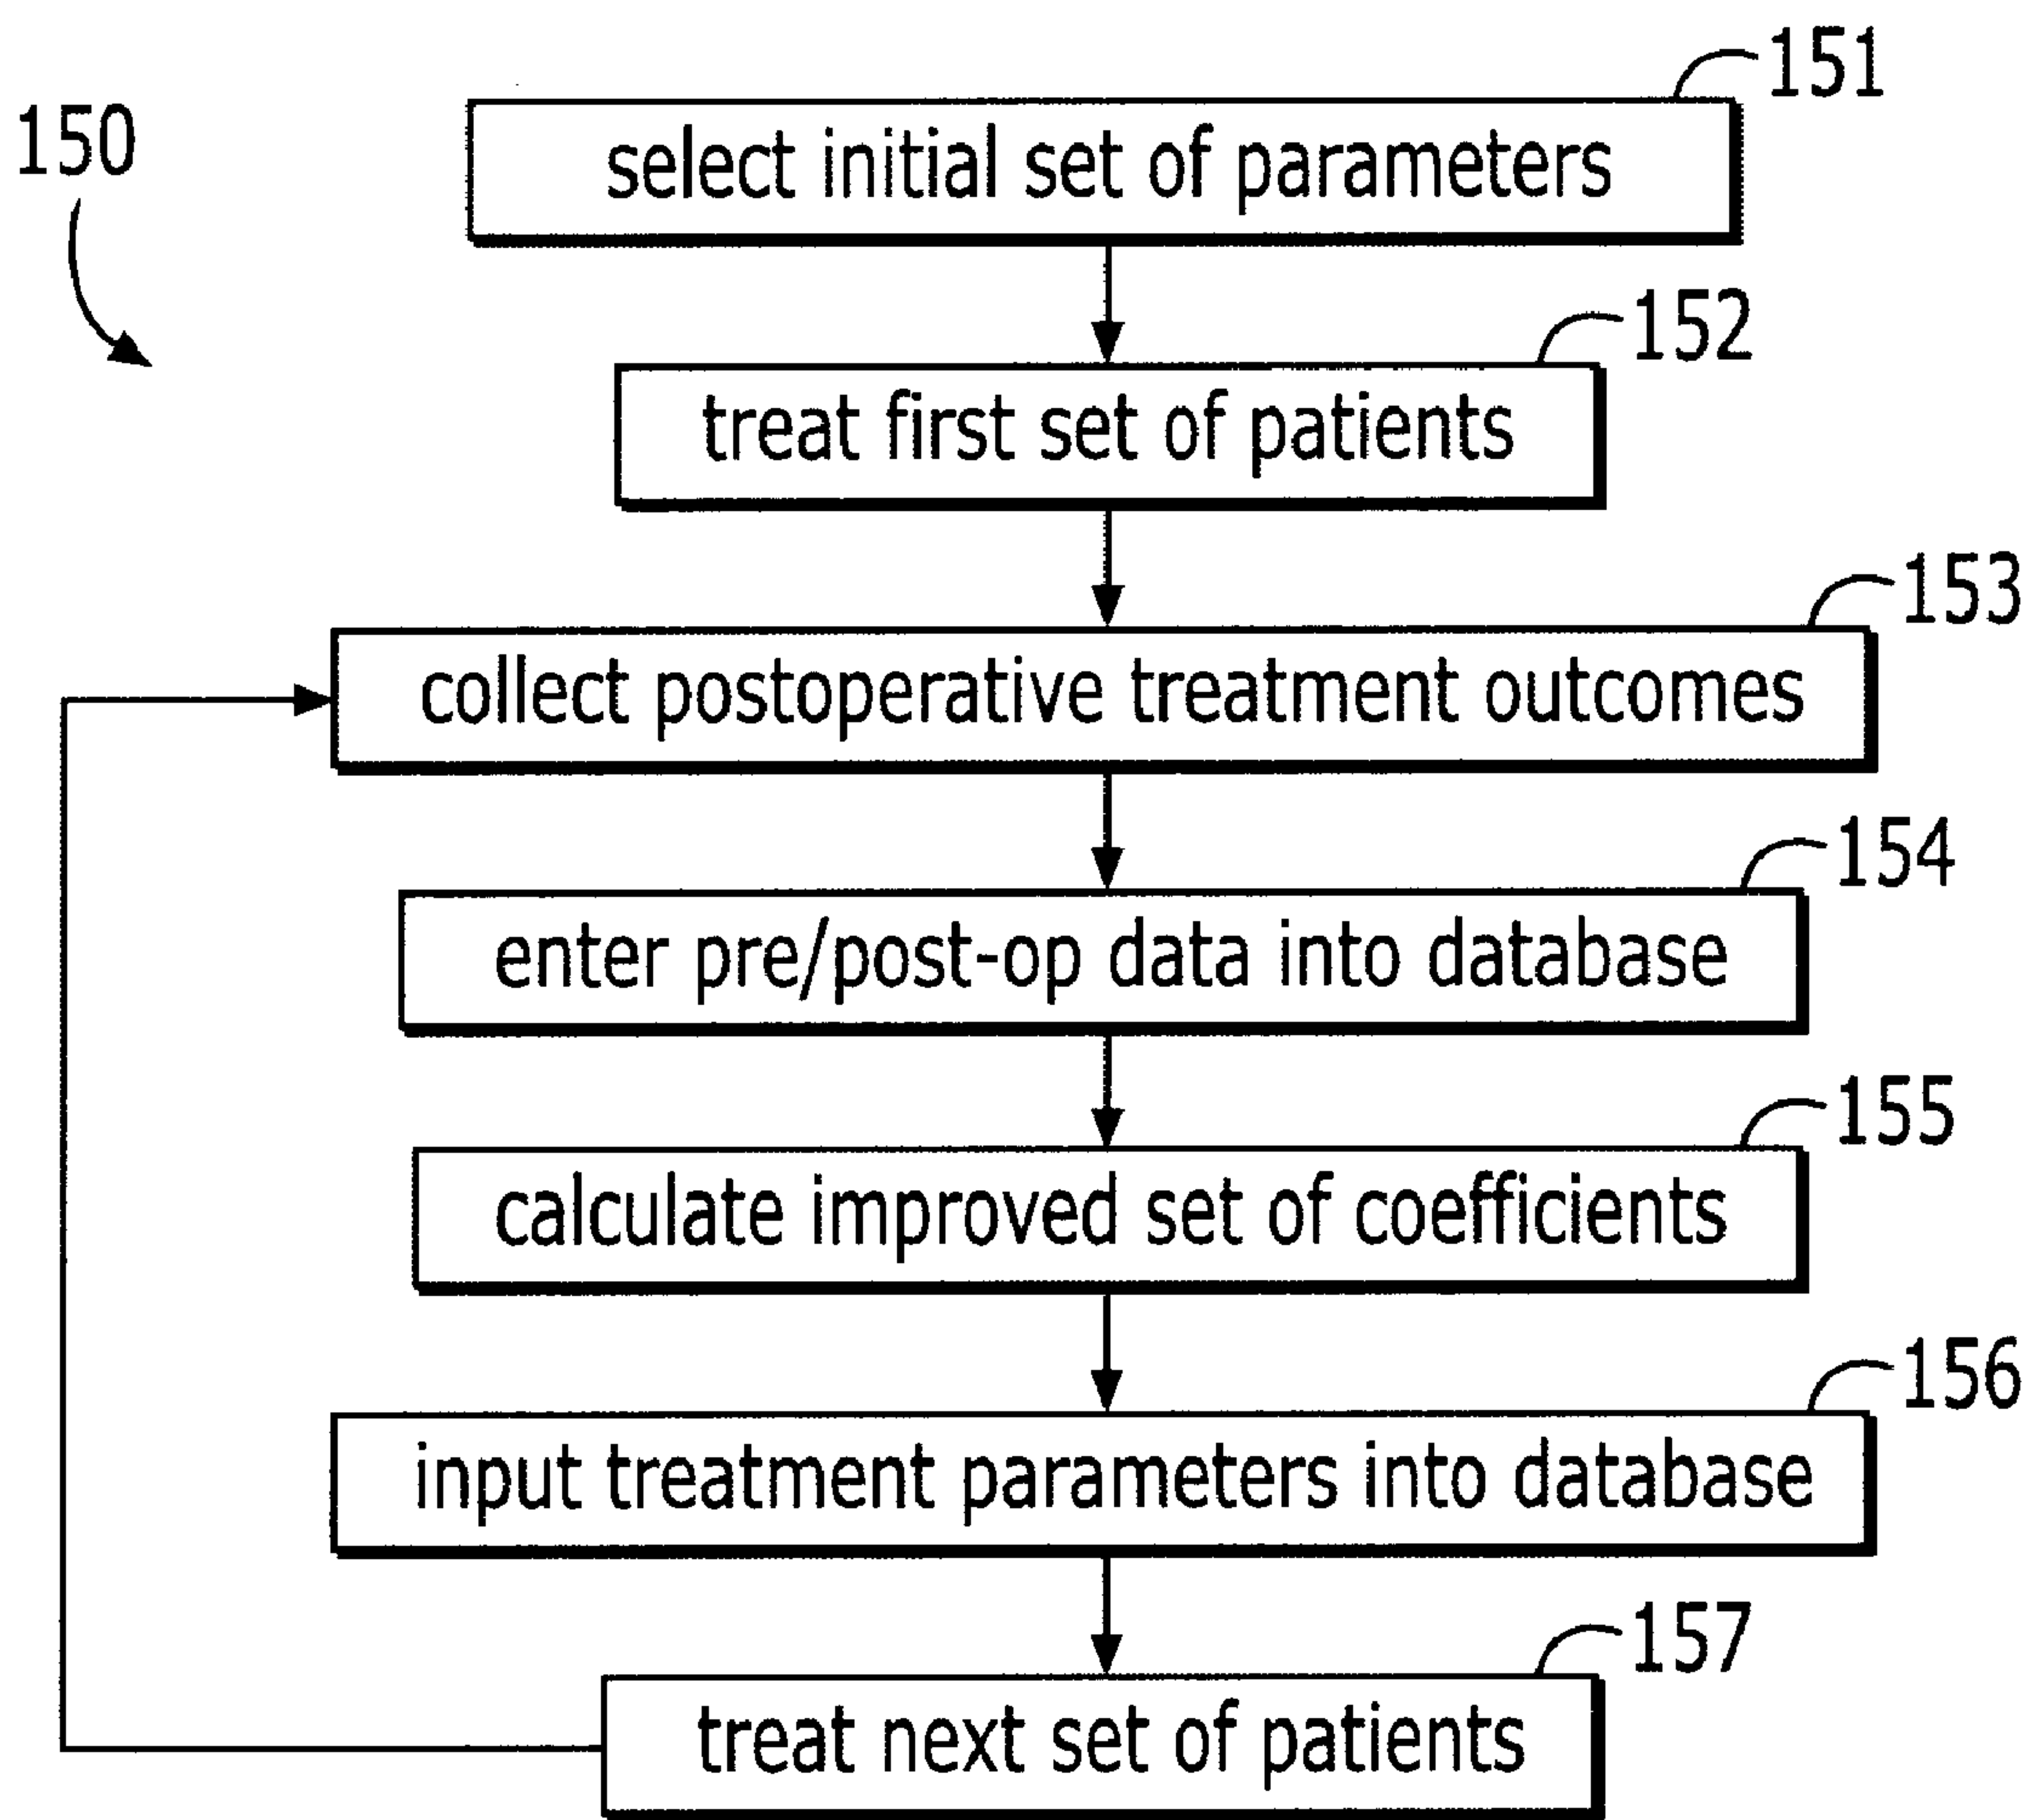 151
150
select initial set of parameters
152
treat first set of patients
153
collect postoperative treatment outcomes
154
enter pre/post-op data into database
155
calculate improved set of coefficients
156
input treatment parameters into database
157
treat next set of patients